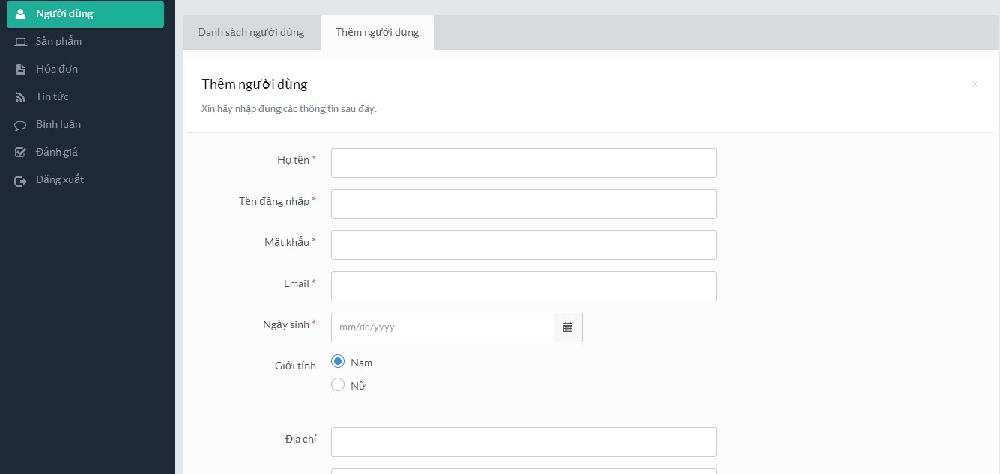 Người dùng
Sản phẩm
Hóa đơn
Tin tức
Bình luận
Đánh giá
Đăng xuất
Danh sách người dùng
Thêm người dùng
Thêm người dùng
Xin hãy nhập đúng các thông tin sau đây.
Họ tên *
Tên đăng nhập *
Mật khẩu *
Email *
Ngày sinh * mm/dd/yyyy
Giới tính Nam
Nữ
Địa chỉ